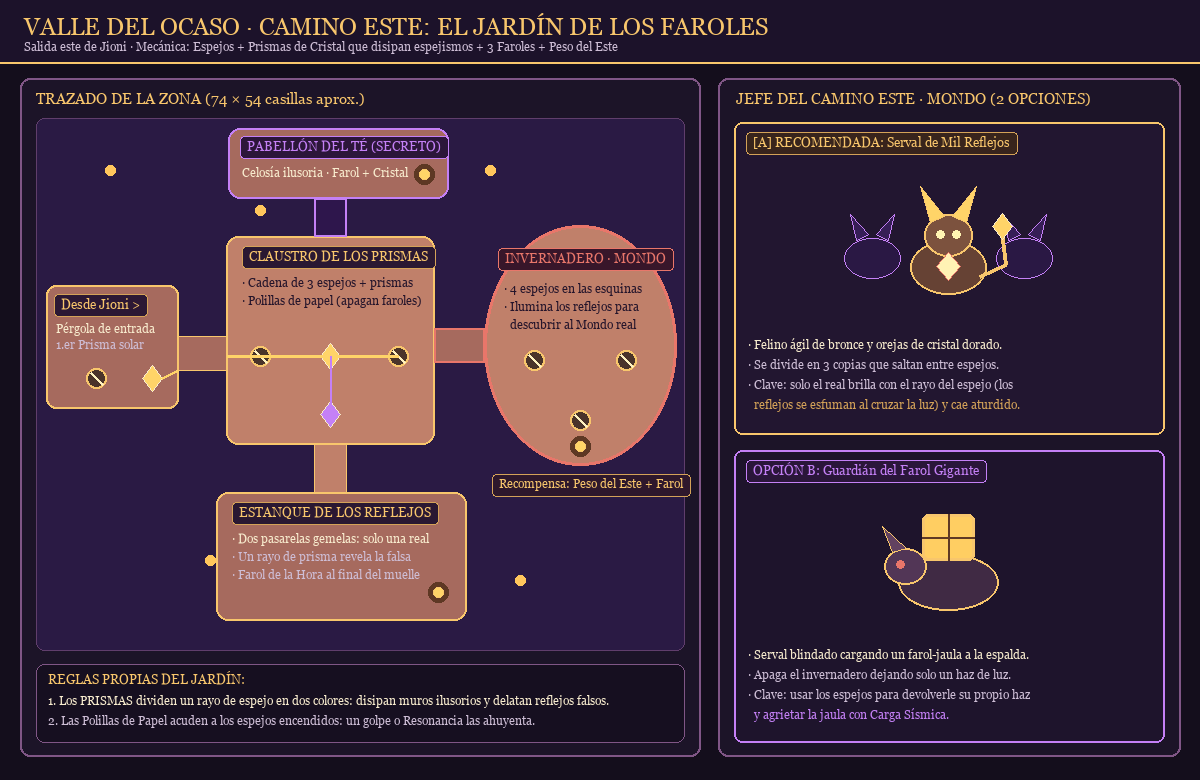 VALLE DEL OCASO · CAMINO ESTE: EL JARDÍN DE LOS FAROLES
Salida este de Jioni · Mecánica: Espejos + Prismas de Cristal que disipan espejismos + 3 Faroles + Peso del Este
TRAZADO DE LA ZONA (74 × 54 casillas aprox.)
PABELLÓN DEL TÉ (SECRETO)
Celosía ilusoria · Farol + Cristal
CLAUSTRO DE LOS PRISMAS
· Cadena de 3 espejos + prismas
· Polillas de papel (apagan faroles)
Desde Jioni >
Pérgola de entrada
1.er Prisma solar
INVERNADERO · MONDO
· 4 espejos en las esquinas
· Ilumina los reflejos para
descubrir al Mondo real
Recompensa: Peso del Este + Farol
ESTANQUE DE LOS REFLEJOS
· Dos pasarelas gemelas: solo una real
· Un rayo de prisma revela la falsa
· Farol de la Hora al final del muelle
REGLAS PROPIAS DEL JARDÍN:
1. Los PRISMAS dividen un rayo de espejo en dos colores: disipan muros ilusorios y delatan reflejos falsos.
2. Las Polillas de Papel acuden a los espejos encendidos: un golpe o Resonancia las ahuyenta.
JEFE DEL CAMINO ESTE · MONDO (2 OPCIONES)
[A] RECOMENDADA: Serval de Mil Reflejos
· Felino ágil de bronce y orejas de cristal dorado.
· Se divide en 3 copias que saltan entre espejos.
· Clave: solo el real brilla con el rayo del espejo (los
reflejos se esfuman al cruzar la luz) y cae aturdido.
OPCIÓN B: Guardián del Farol Gigante
· Serval blindado cargando un farol-jaula a la espalda.
· Apaga el invernadero dejando solo un haz de luz.
· Clave: usar los espejos para devolverle su propio haz
y agrietar la jaula con Carga Sísmica.